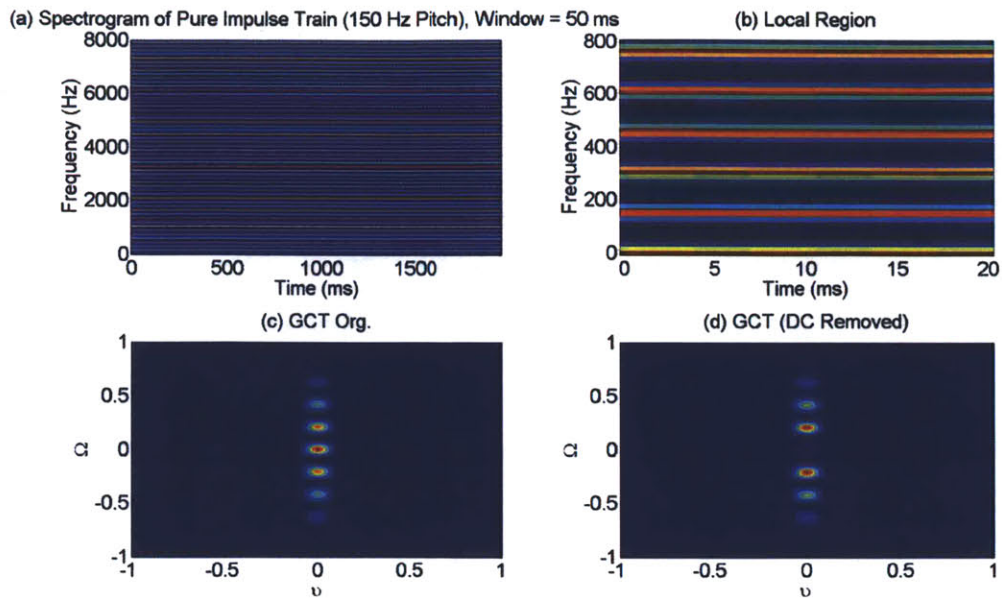 (a) Spectrogram of Pure Impulse Train (150 Hz Pitch), Window = 50 ms
8000
6000
4000
2000
0
Frequency (Hz)
0 500 1000 1500
Time (ms)
(b) Local Region
800
600
400
200
0
Frequency (Hz)
0 5 10 15 20
Time (ms)
(c) GCT Org.
1
0.5
0
-0.5
-1
Ω
-1 -0.5 0 0.5 1
υ
(d) GCT (DC Removed)
1
0.5
0
-0.5
-1
Ω
-1 -0.5 0 0.5 1
υ